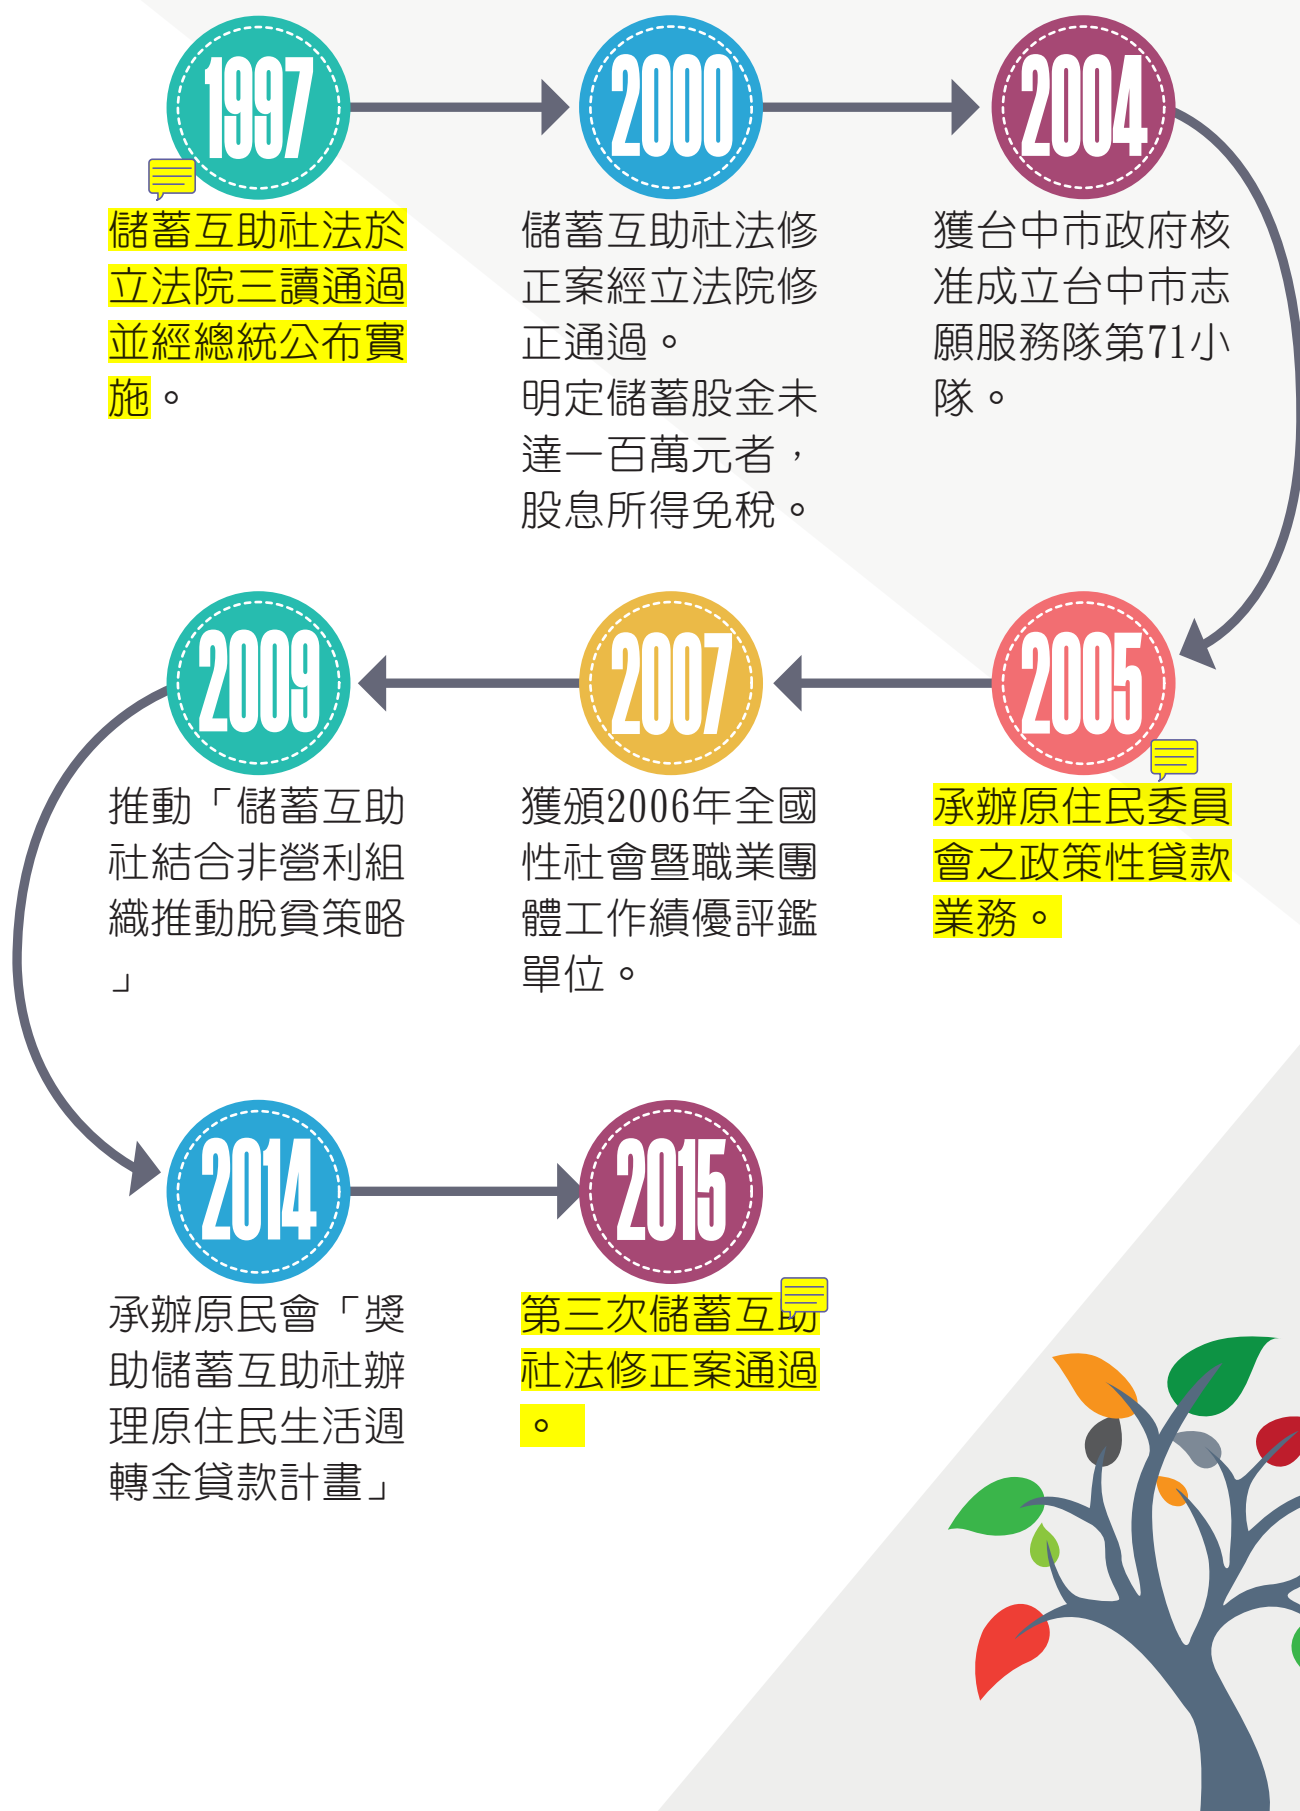 1997
儲蓄互助社法於
立法院三讀通過
並經總統公布實
施。
2000
儲蓄互助社法修
正案經立法院修
正通過。
明定儲蓄股金未
達一百萬元者，
股息所得免稅。
2004
獲台中市政府核
准成立台中市志
願服務隊第71小
隊。
2005
承辦原住民委員
會之政策性貸款
業務。
2007
獲頒2006年全國
性社會暨職業團
體工作績優評鑑
單位。
2009
推動「儲蓄互助
社結合非營利組
織推動脫貧策略
」
2014
承辦原民會「獎
助儲蓄互助社辦
理原住民生活週
轉金貸款計畫」
2015
第三次儲蓄互助
社法修正案通過
。